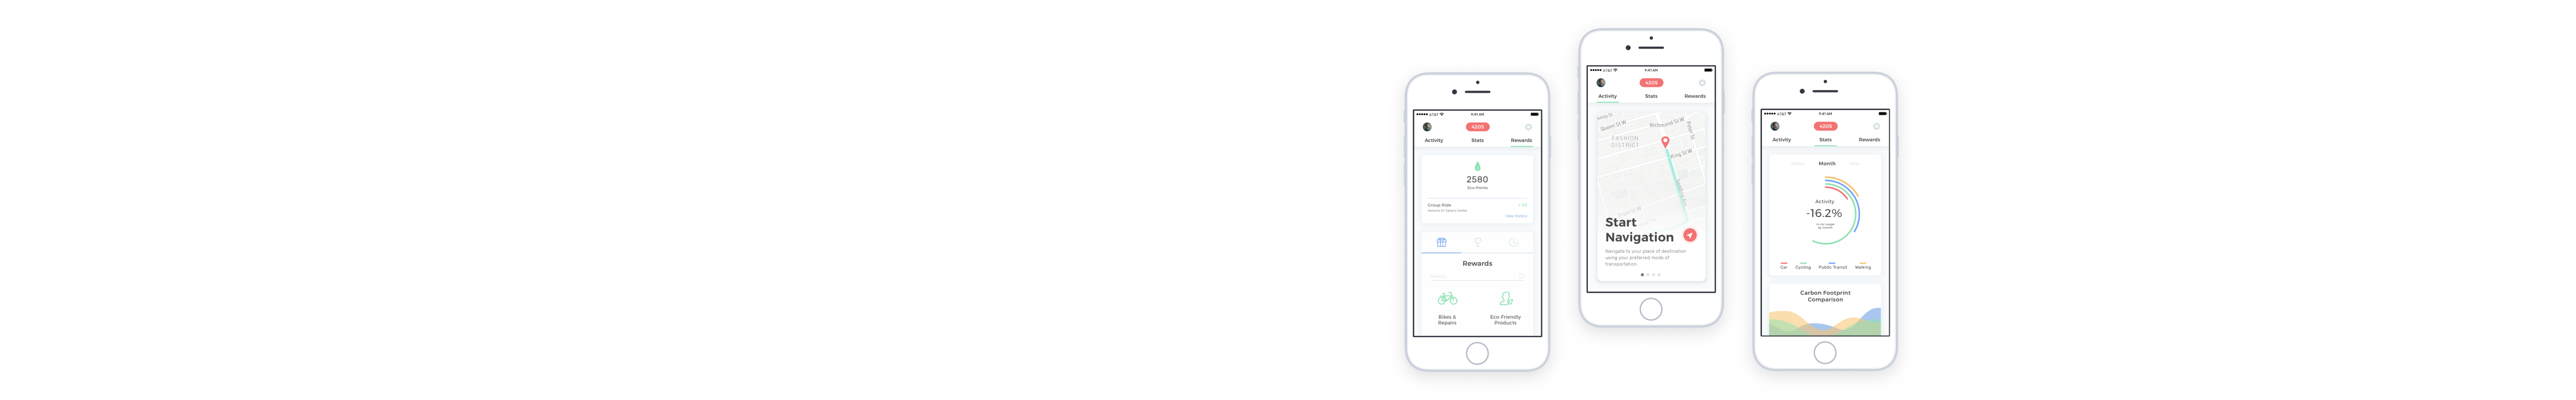 AT&T
9:41 AM
4205
Activity
Stats
Rewards
2580
Eco Points
Group Ride
View History
Rewards
Bikes &
Repairs
Eco Friendly
Products
AT&T
9:41 AM
4205
Activity
Stats
Rewards
Queen St W
Richmond St W
Peter St
FASHION
DISTRICT
King St W
Start
Navigation
Navigate to your place of destination
using your preferred mode of
transportation.
AT&T
9:41 AM
4205
Activity
Stats
Rewards
Month
Activity
-16.2%
Car
Cycling
Public Transit
Walking
Carbon Footprint
Comparison